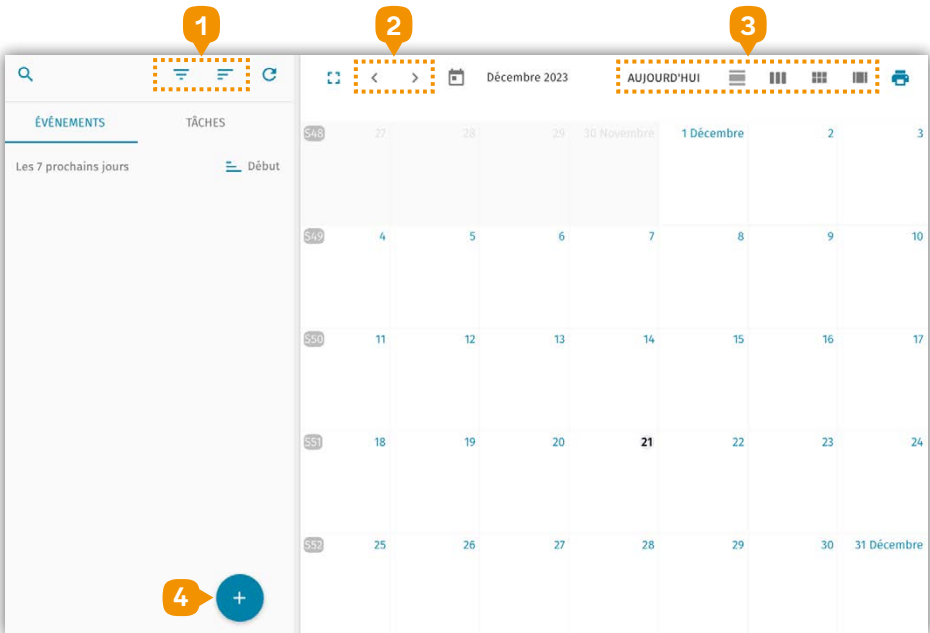 1 2 3
Décembre 2023 AUJOURD'HUI
ÉVÉNEMENTS TÂCHES
Les 7 prochains jours Début
S48 27 28 29 30 Novembre 1 Décembre 2 3
S49 4 5 6 7 8 9 10
S50 11 12 13 14 15 16 17
S51 18 19 20 21 22 23 24
S52 25 26 27 28 29 30 31 Décembre
4 +